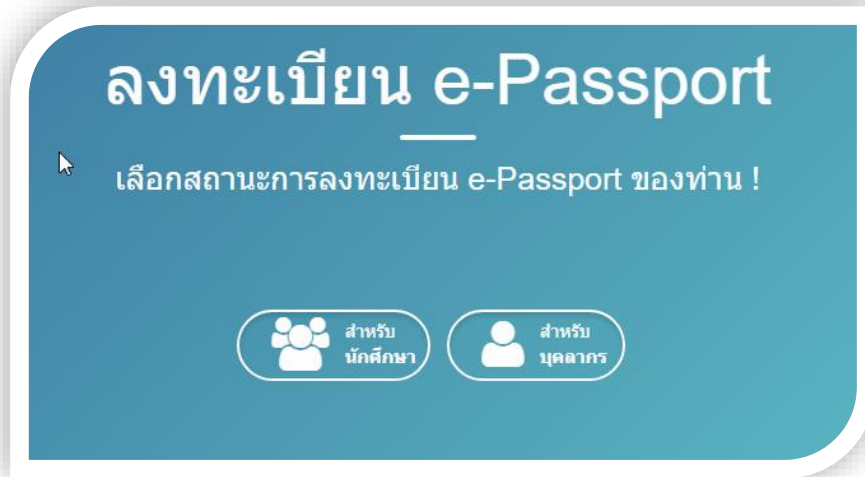 ลงทะเบียน e-Passport
เลือกสถานะการลงทะเบียน e-Passport ของท่าน !
สำหรับ
นักศึกษา
สำหรับ
บุคลากร